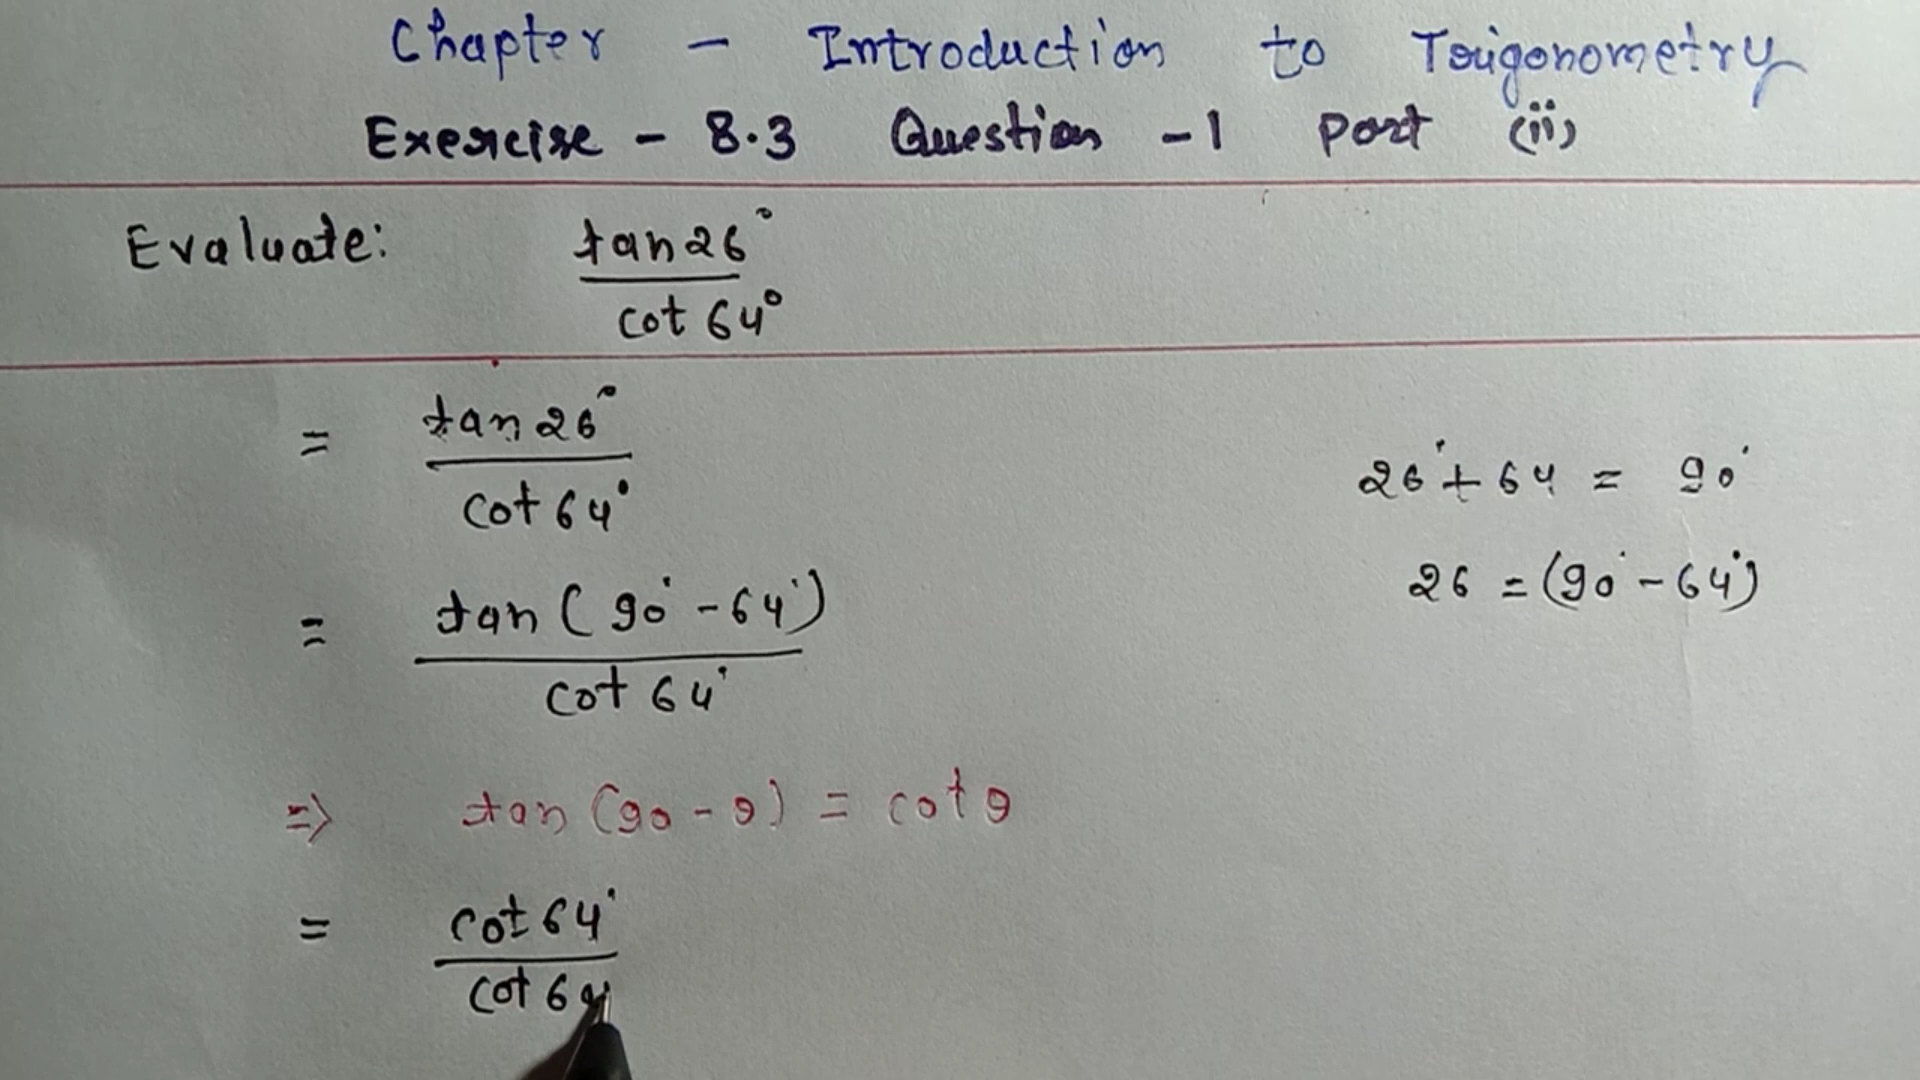 Chapter - Introduction to Trigonometry
Exercise - 8.3 Question - 1 Part (ii)
Evaluate: tan 26°
cot 64°
= tan 26°
cot 64°
26° + 64 = 90°
26 = (90° - 64°)
= tan (90° - 64°)
cot 64°
⇒ tan (90 - θ) = cot θ
= cot 64°
cot 64